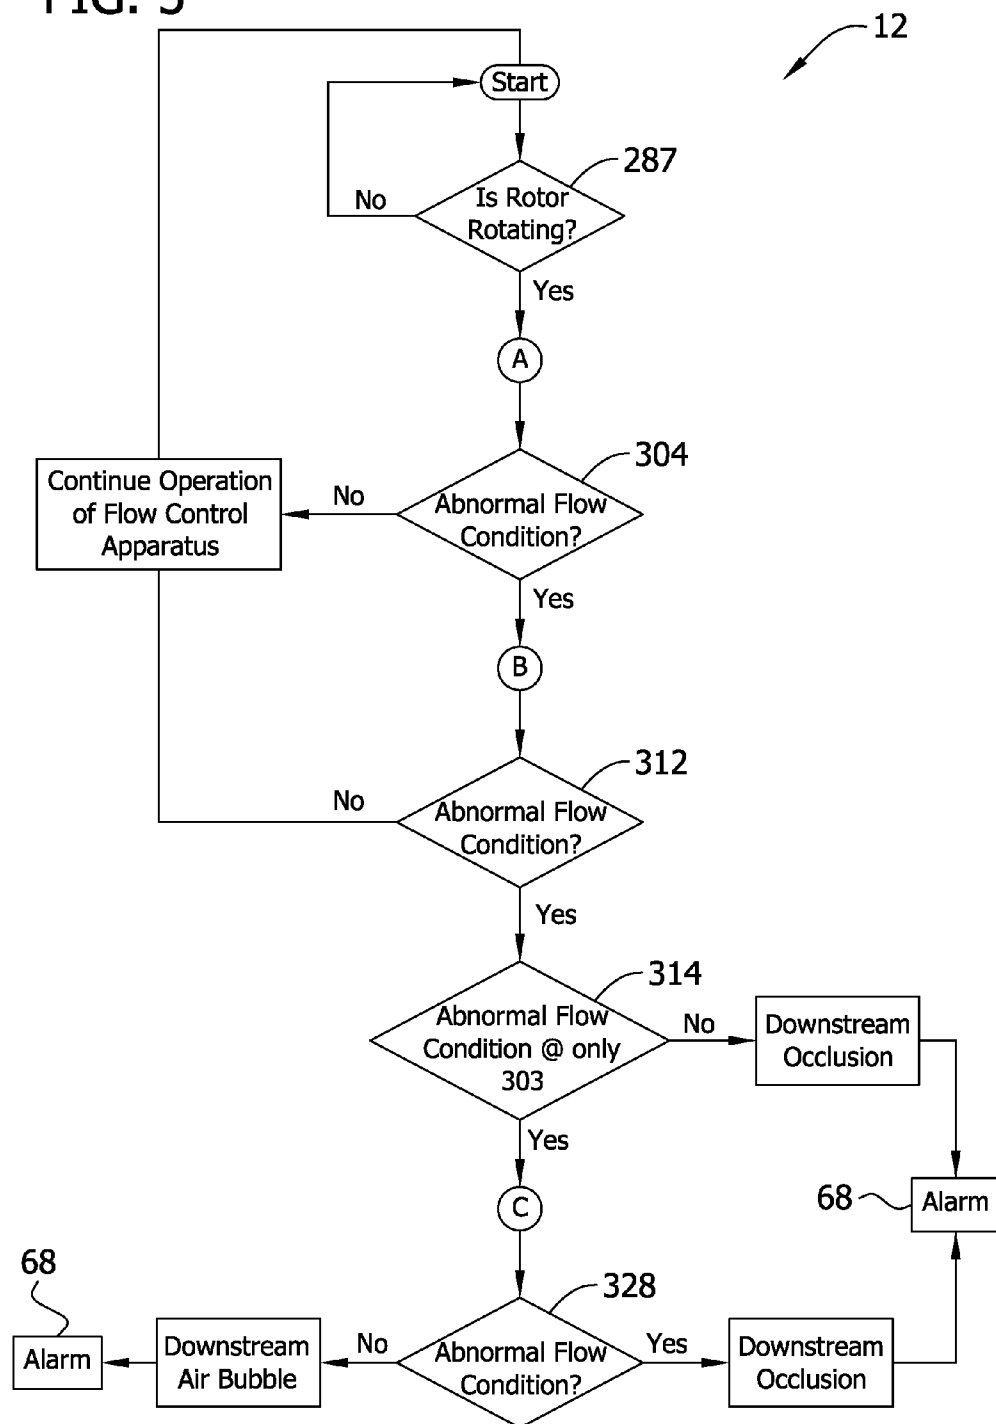 FIG. 5
12
Start
287
Is Rotor
Rotating?
No
Yes
A
304
Abnormal Flow
Condition?
No
Continue Operation
of Flow Control
Apparatus
Yes
B
312
Abnormal Flow
Condition?
No
Yes
314
Abnormal Flow
Condition @ only
303
No
Downstream
Occlusion
Yes
68
Alarm
C
328
Abnormal Flow
Condition?
Yes
Downstream
Occlusion
No
Downstream
Air Bubble
68
Alarm